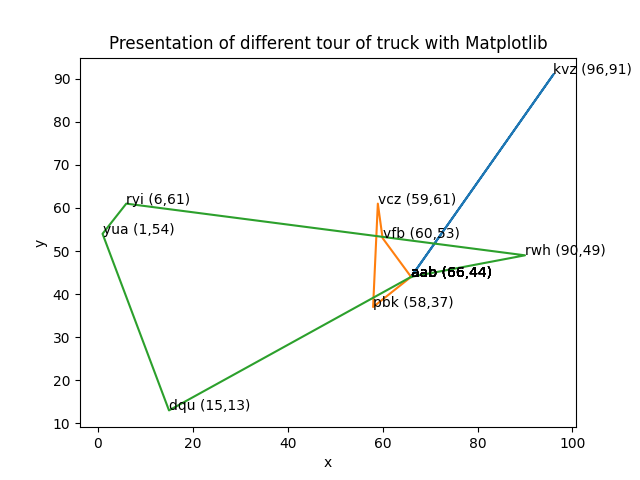 Presentation of different tour of truck with Matplotlib
kvz (96,91)
90
80
70
ryi (6,61)
vcz (59,61)
60
yua (1,54)
vfb (60,53)
50
rwh (90,49)
y
aab (66,44)
40
pbk (58,37)
30
20
dqu (15,13)
10
0
20
40
60
80
100
x